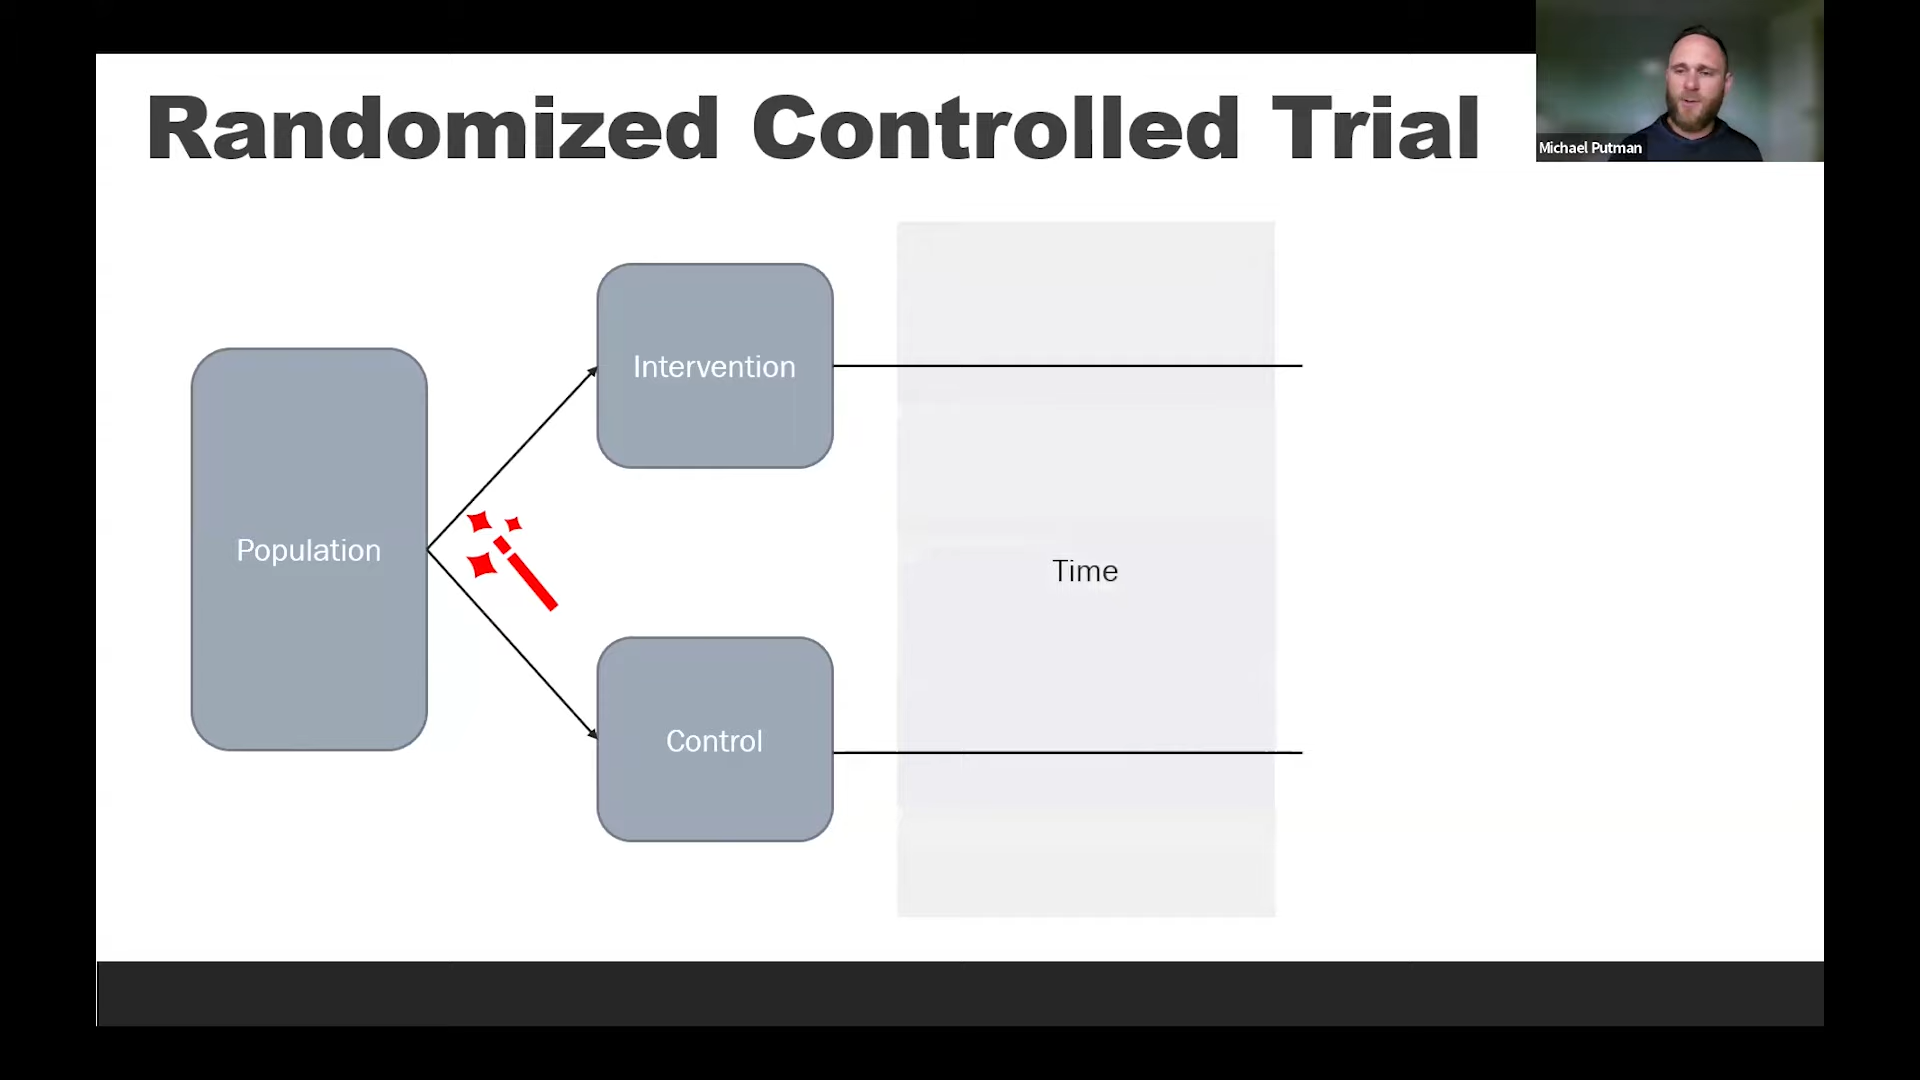 Randomized Controlled Trial
Michael Putman
Intervention
Population
Time
Control